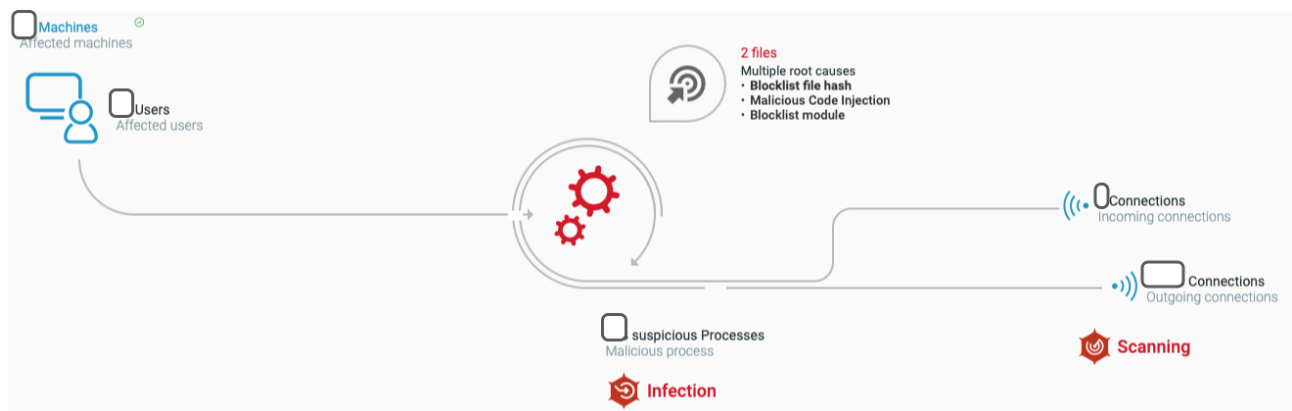 Machines
Affected machines
Users
Affected users
2 files
Multiple root causes
• Blocklist file hash
• Malicious Code Injection
• Blocklist module
Connections
Incoming connections
Connections
Outgoing connections
suspicious Processes
Malicious process
Infection
Scanning